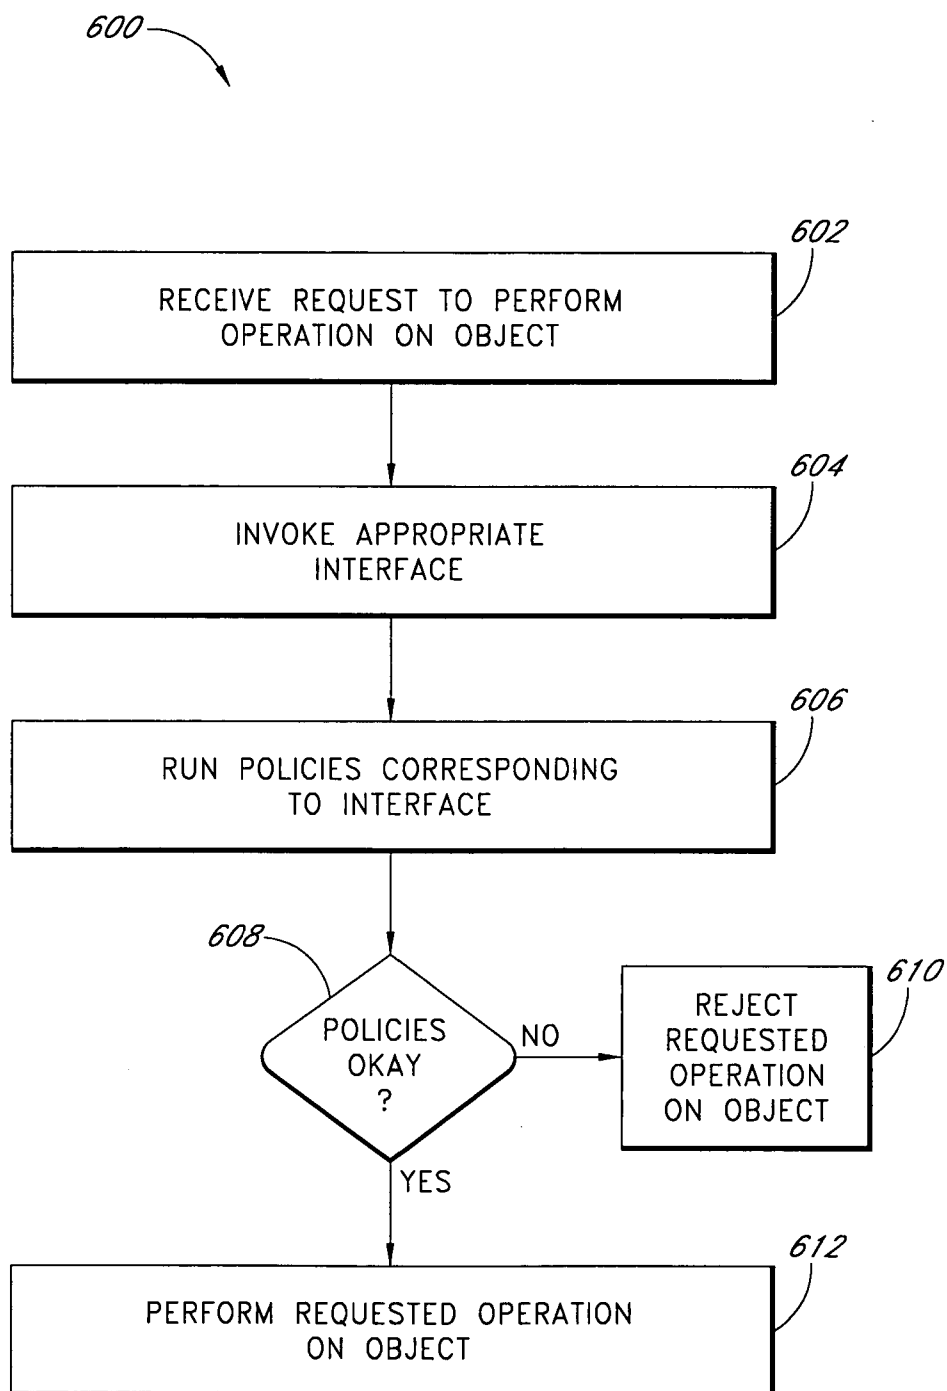 600
602
RECEIVE REQUEST TO PERFORM
OPERATION ON OBJECT
604
INVOKE APPROPRIATE
INTERFACE
606
RUN POLICIES CORRESPONDING
TO INTERFACE
608
POLICIES
OKAY
?
NO
610
REJECT
REQUESTED
OPERATION
ON OBJECT
YES
612
PERFORM REQUESTED OPERATION
ON OBJECT